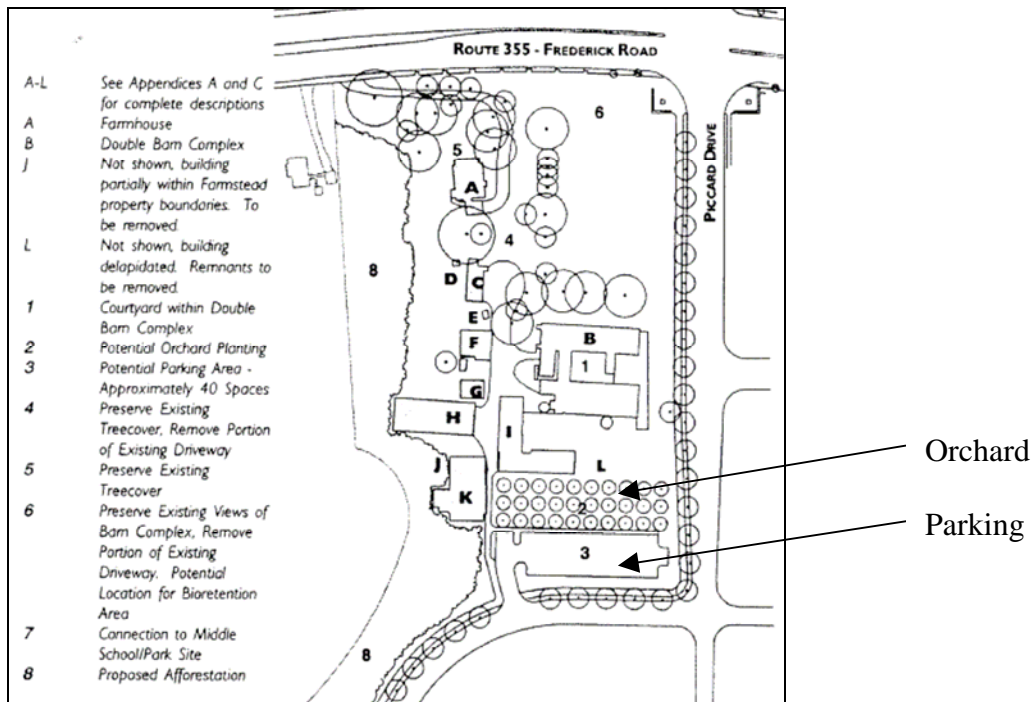 ROUTE 355 - FREDERICK ROAD
PICCARD DRIVE
A-L See Appendices A and C
for complete descriptions
A Farmhouse
B Double Barn Complex
J Not shown, building
partially within Farmstead
property boundaries. To
be removed.
L Not shown, building
delapidated. Remnants to
be removed.
1 Courtyard within Double
Barn Complex
2 Potential Orchard Planting
3 Potential Parking Area -
Approximately 40 Spaces
4 Preserve Existing
Treecover, Remove Portion
of Existing Driveway
5 Preserve Existing
Treecover
6 Preserve Existing Views of
Barn Complex, Remove
Portion of Existing
Driveway. Potential
Location for Bioretention
Area
7 Connection to Middle
School/Park Site
8 Proposed Afforestation
6
5
A
4
8
D
C
E
F
B
1
G
H
I
J
L
K
2
3
8
Orchard
Parking